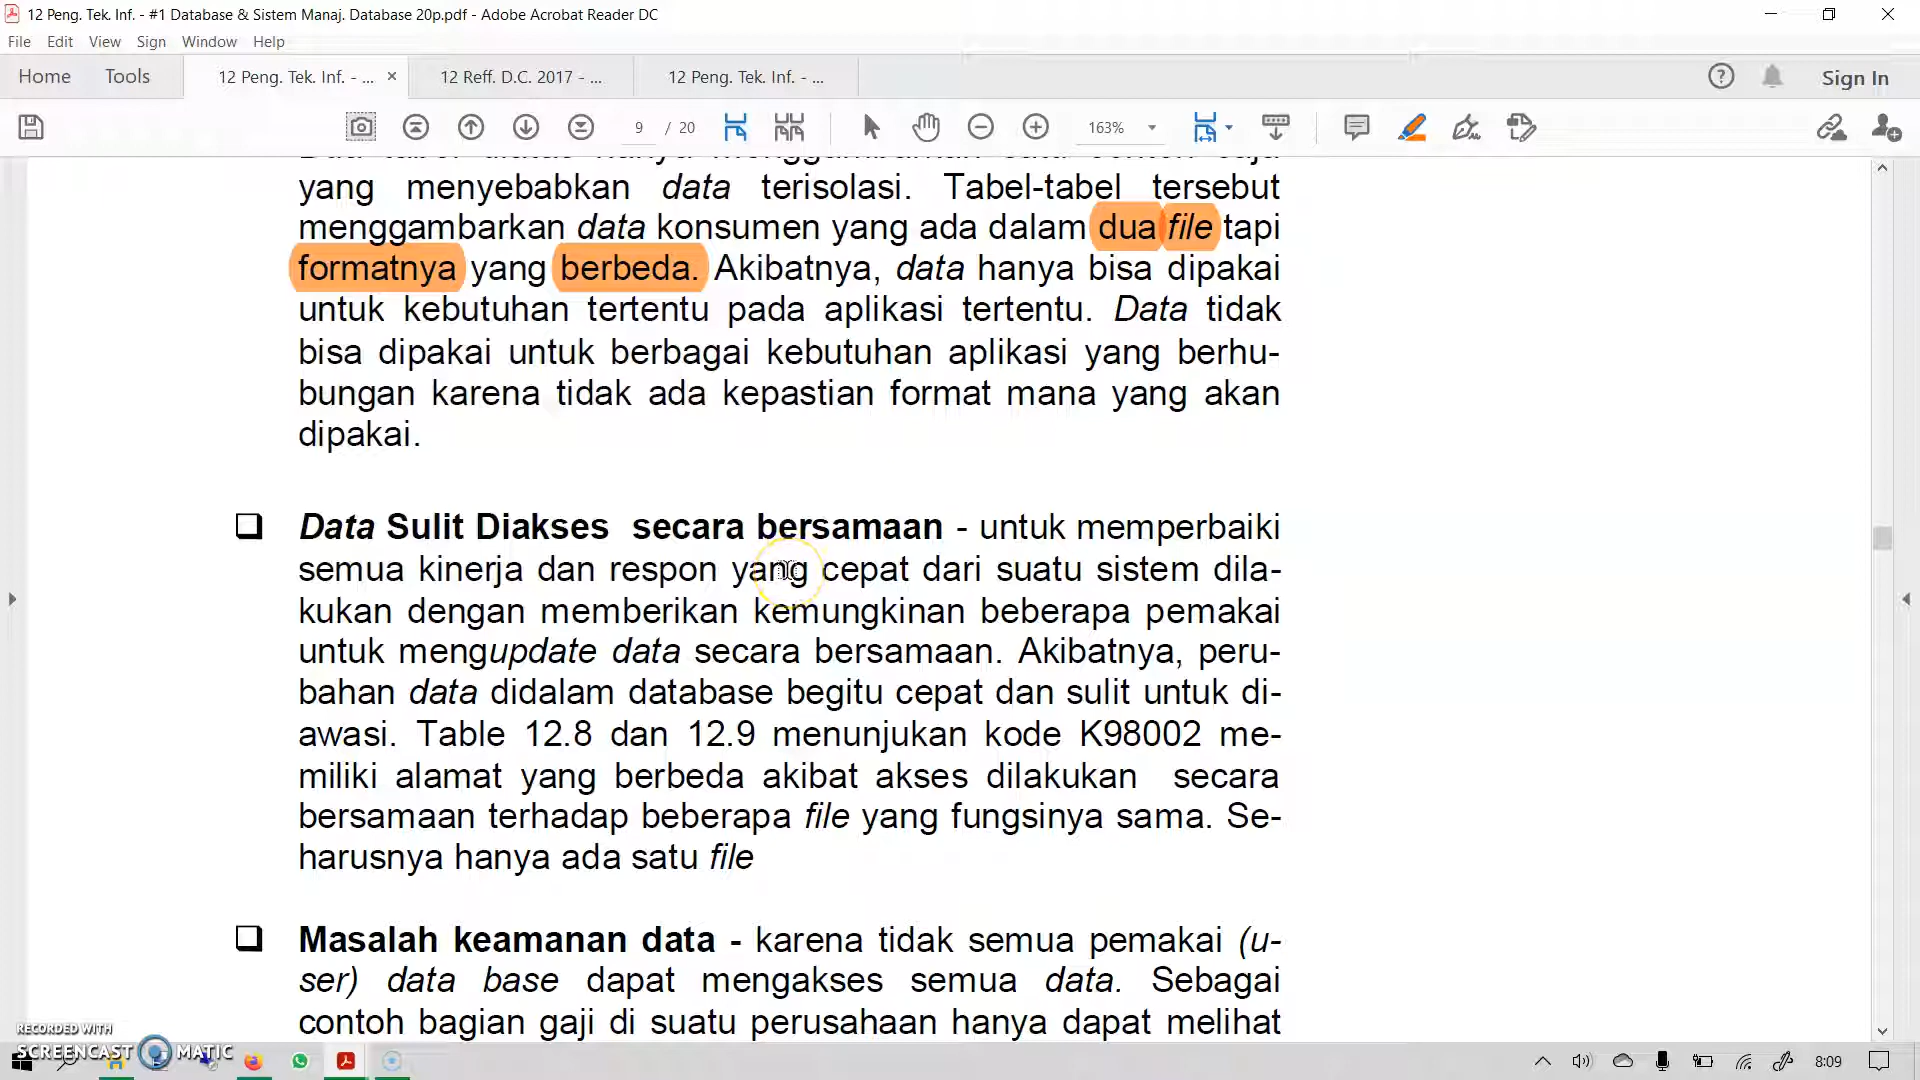 12 Peng. Tek. Inf. - #1 Database & Sistem Manaj. Database 20p.pdf - Adobe Acrobat Reader DC
File Edit View Sign Window Help
Home Tools 12 Peng. Tek. Inf. - ... 12 Reff. D.C. 2017 - ... 12 Peng. Tek. Inf. - ... Sign In
9 / 20 163%
yang menyebabkan data terisolasi. Tabel-tabel tersebut
menggambarkan data konsumen yang ada dalam dua file tapi
formatnya yang berbeda. Akibatnya, data hanya bisa dipakai
untuk kebutuhan tertentu pada aplikasi tertentu. Data tidak
bisa dipakai untuk berbagai kebutuhan aplikasi yang berhu-
bungan karena tidak ada kepastian format mana yang akan
dipakai.
Data Sulit Diakses secara bersamaan - untuk memperbaiki
semua kinerja dan respon yang cepat dari suatu sistem dila-
kukan dengan memberikan kemungkinan beberapa pemakai
untuk mengupdate data secara bersamaan. Akibatnya, peru-
bahan data didalam database begitu cepat dan sulit untuk di-
awasi. Table 12.8 dan 12.9 menunjukan kode K98002 me-
miliki alamat yang berbeda akibat akses dilakukan secara
bersamaan terhadap beberapa file yang fungsinya sama. Se-
harusnya hanya ada satu file
Masalah keamanan data - karena tidak semua pemakai (u-
ser) data base dapat mengakses semua data. Sebagai
contoh bagian gaji di suatu perusahaan hanya dapat melihat
RECORDED WITH
SCREENCAST MATIC
8:09